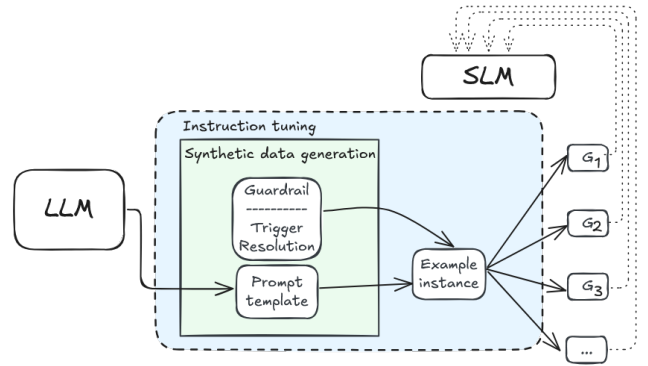 SLM
Instruction tuning
Synthetic data generation
LLM
Guardrail
----------
Trigger
Resolution
Prompt
template
Example
instance
G1
G2
G3
...